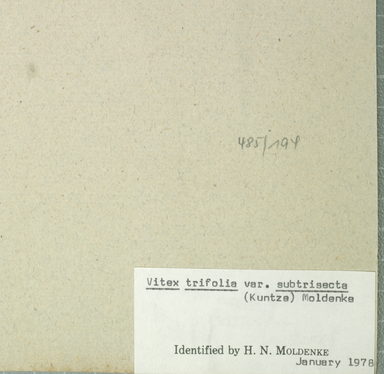 485/194
Vitex trifolia var. subtrisecta
(Kuntze) Moldenke
Identified by H. N. MOLDENKE
January 1978